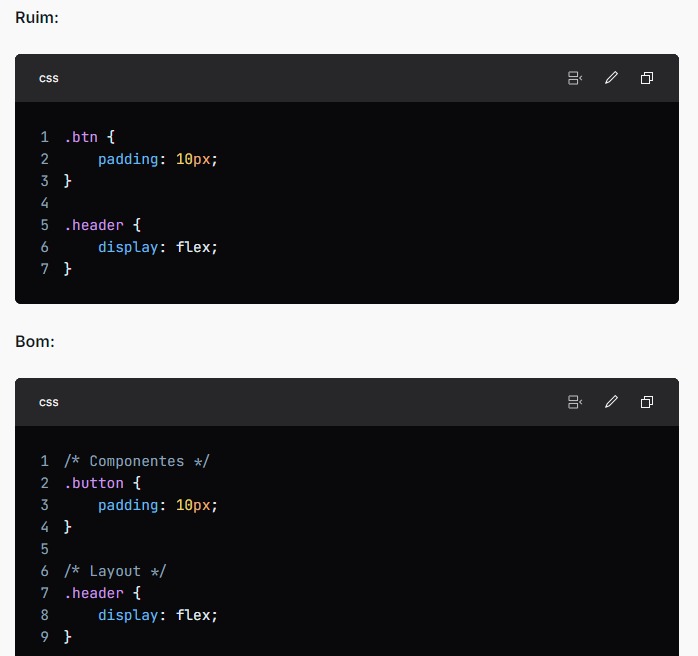 Ruim:
css
1 .btn {
2     padding: 10px;
3 }
4
5 .header {
6     display: flex;
7 }
Bom:
css
1 /* Componentes */
2 .button {
3     padding: 10px;
4 }
5
6 /* Layout */
7 .header {
8     display: flex;
9 }